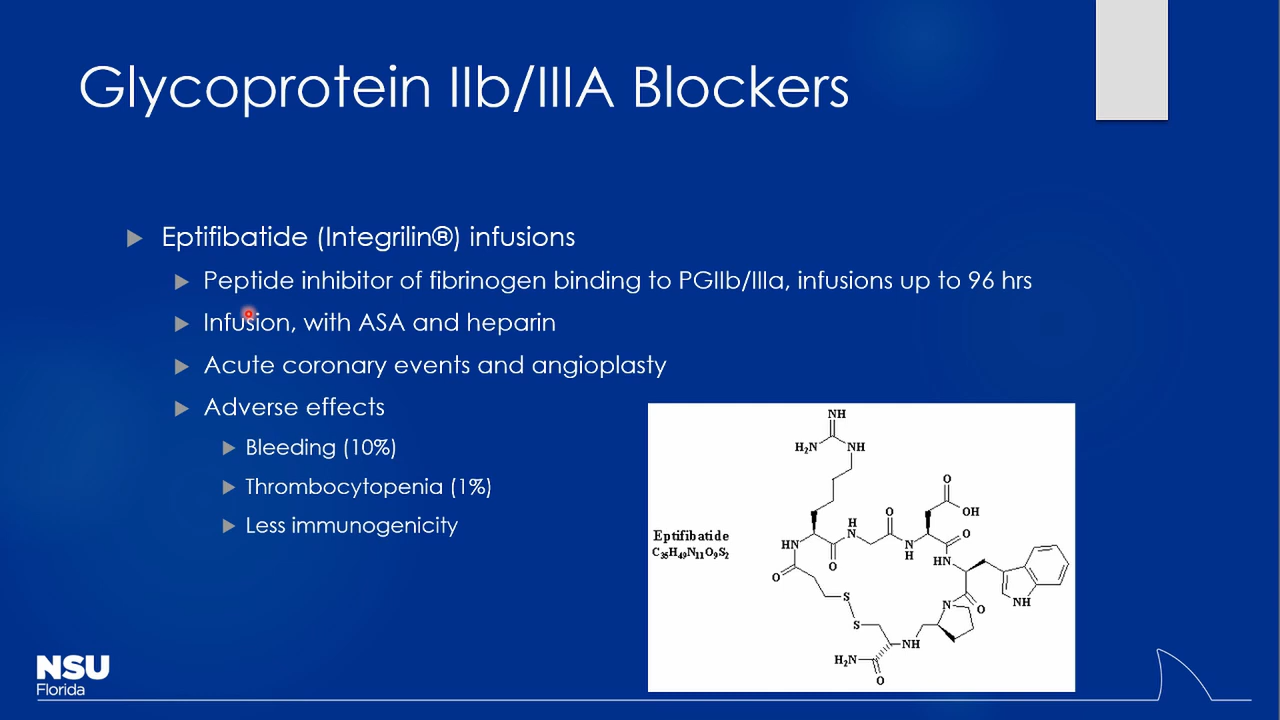 Glycoprotein IIb/IIIA Blockers
Eptifibatide (Integrilin®) infusions
Peptide inhibitor of fibrinogen binding to PGIIb/IIIa, infusions up to 96 hrs
Infusion, with ASA and heparin
Acute coronary events and angioplasty
Adverse effects
Bleeding (10%)
Thrombocytopenia (1%)
Less immunogenicity
NH
H₂N
NH
O
OH
H
N
O
O
HN
O
N
H
HN
O
Eptifibatide
C₃₅H₄₉N₁₁O₉S₂
O
S
S
N
O
NH
NH
H₂N
O
NSU
Florida